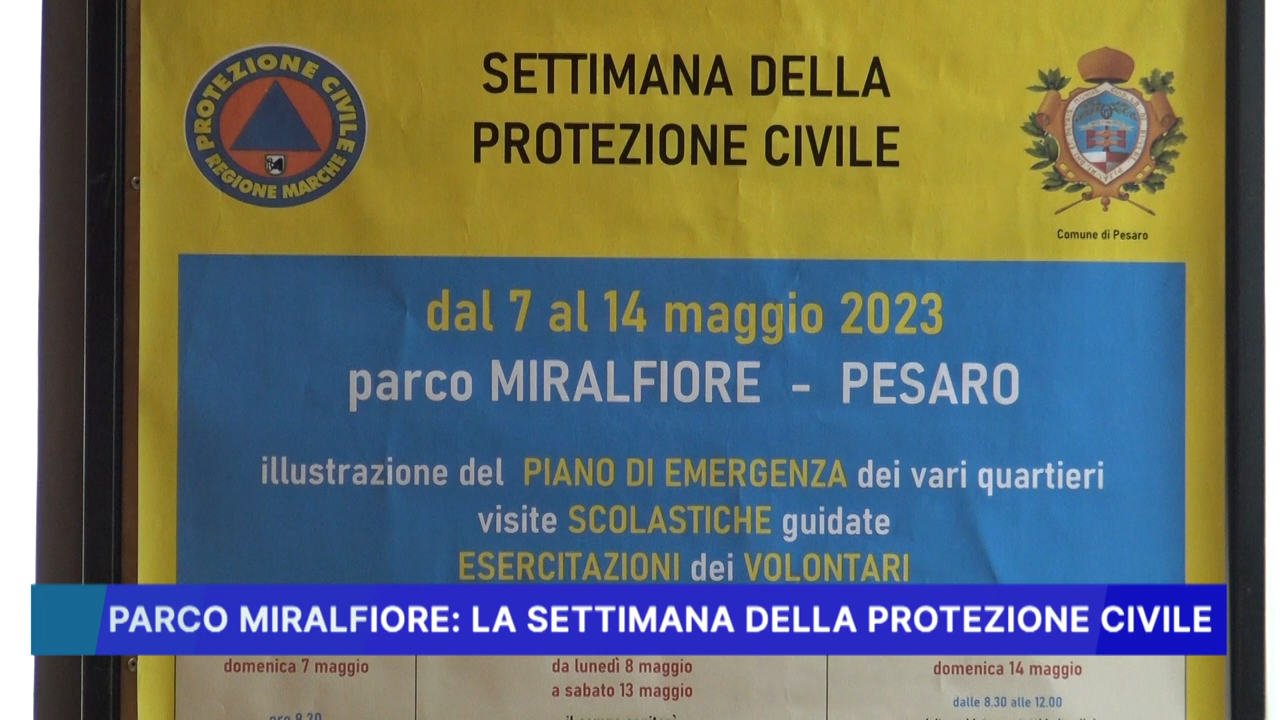 PROTEZIONE CIVILE
REGIONE MARCHE
SETTIMANA DELLA
PROTEZIONE CIVILE
Comune di Pesaro
dal 7 al 14 maggio 2023
parco MIRALFIORE - PESARO
illustrazione del PIANO DI EMERGENZA dei vari quartieri
visite SCOLASTICHE guidate
ESERCITAZIONI dei VOLONTARI
PARCO MIRALFIORE: LA SETTIMANA DELLA PROTEZIONE CIVILE
domenica 7 maggio
da lunedì 8 maggio
a sabato 13 maggio
domenica 14 maggio
dalle 8.30 alle 12.00
ore 8.30